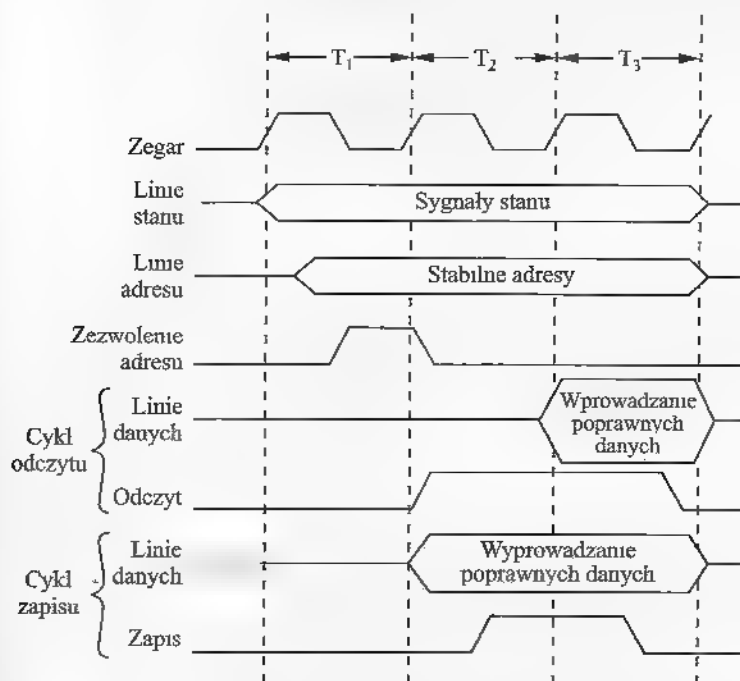 T₁ T₂ T₃
Zegar
Linie
stanu
Sygnały stanu
Linie
adresu
Stabilne adresy
Zezwolenie
adresu
Cykl
odczytu
Linie
danych
Wprowadzanie
poprawnych
danych
Odczyt
Cykl
zapisu
Linie
danych
Wyprowadzanie
poprawnych danych
Zapis